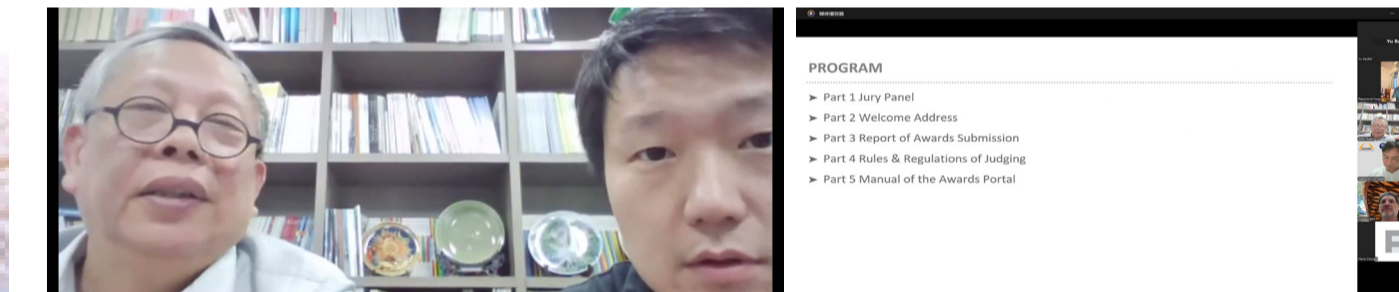 PROGRAM
➤ Part 1 Jury Panel
➤ Part 2 Welcome Address
➤ Part 3 Report of Awards Submission
➤ Part 4 Rules & Regulations of Judging
➤ Part 5 Manual of the Awards Portal